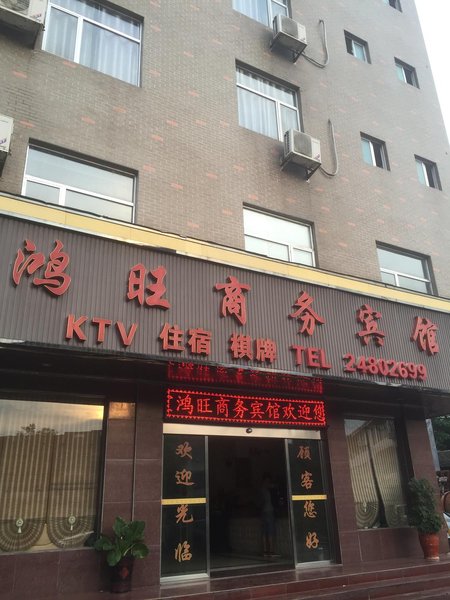 鸿旺商务宾馆
KTV 住宿 棋牌 TEL 24802699
鸿旺商务宾馆欢迎您
欢迎光临
顾客您好